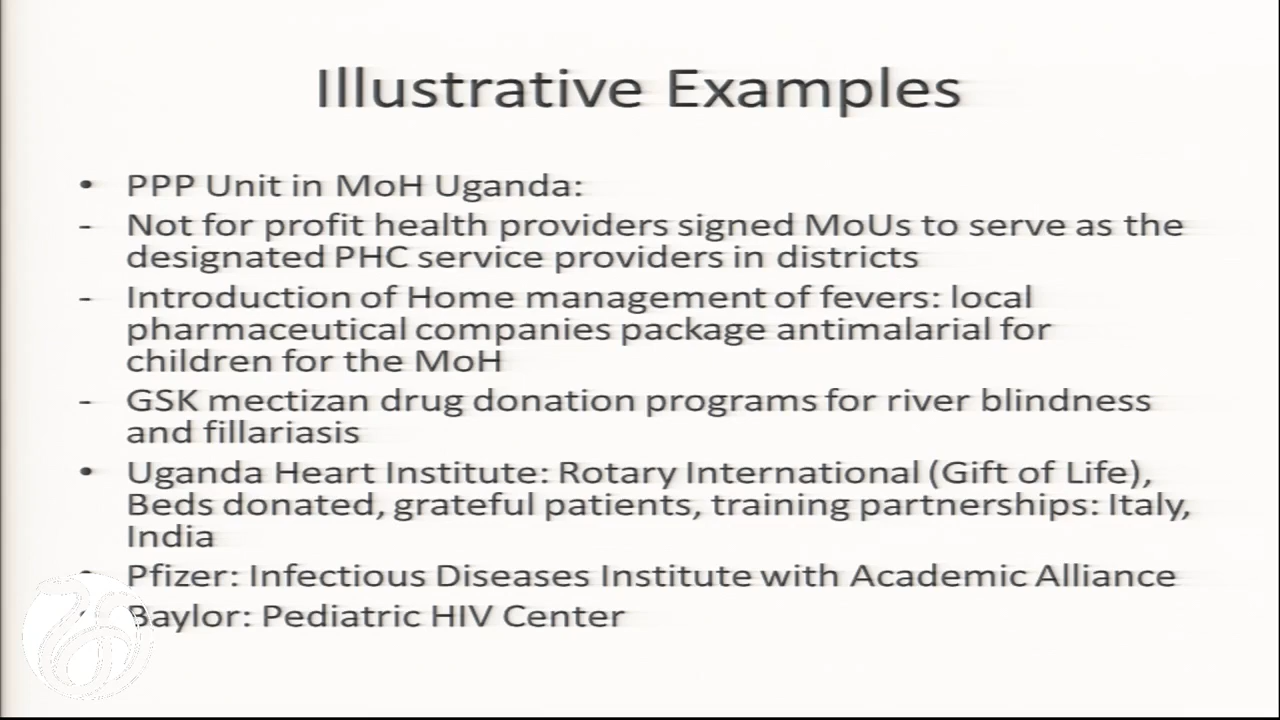 Illustrative Examples
• PPP Unit in MoH Uganda:
- Not for profit health providers signed MoUs to serve as the
designated PHC service providers in districts
- Introduction of Home management of fevers: local
pharmaceutical companies package antimalarial for
children for the MoH
- GSK mectizan drug donation programs for river blindness
and fillariasis
• Uganda Heart Institute: Rotary International (Gift of Life),
Beds donated, grateful patients, training partnerships: Italy,
India
• Pfizer: Infectious Diseases Institute with Academic Alliance
• Baylor: Pediatric HIV Center